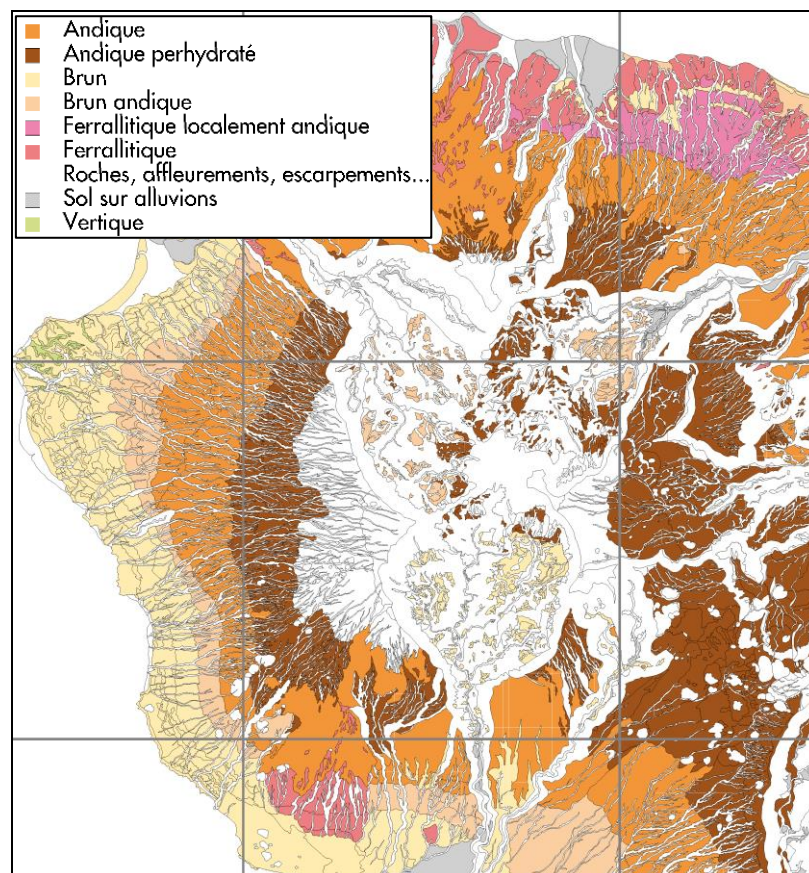 Andique
Andique perhydraté
Brun
Brun andique
Ferrallitique localement andique
Ferrallitique
Roches, affleurements, escarpements...
Sol sur alluvions
Vertique